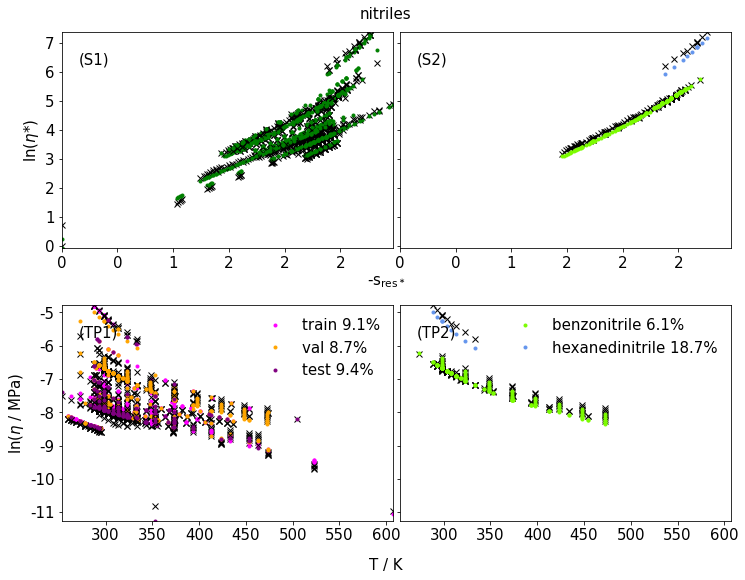 nitriles
(S1)
(S2)
ln(η*)
7
6
5
4
3
2
1
0
0 0 1 1 2 2 2
0 0 1 1 2 2 2
-s_res*
(TP1)
train 9.1%
val 8.7%
test 9.4%
(TP2)
benzonitrile 6.1%
hexanedinitrile 18.7%
ln(η / MPa)
-5
-6
-7
-8
-9
-10
-11
300 350 400 450 500 550 600
300 350 400 450 500 550 600
T / K